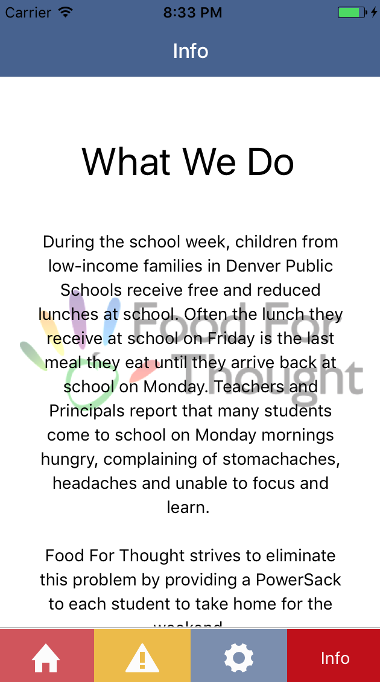 Carrier 8:33 PM
Info
What We Do
During the school week, children from
low-income families in Denver Public
Schools receive free and reduced
lunches at school. Often the lunch they
receive at school on Friday is the last
meal they eat until they arrive back at
school on Monday. Teachers and
Principals report that many students
come to school on Monday mornings
hungry, complaining of stomachaches,
headaches and unable to focus and
learn.
Food For
Thought
Food For Thought strives to eliminate
this problem by providing a PowerSack
to each student to take home for the
weekend
Info